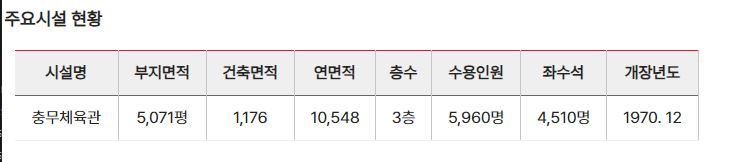 주요시설 현황
시설명 부지면적 건축면적 연면적 층수 수용인원 좌수석 개장년도
충무체육관 5,071평 1,176 10,548 3층 5,960명 4,510명 1970. 12